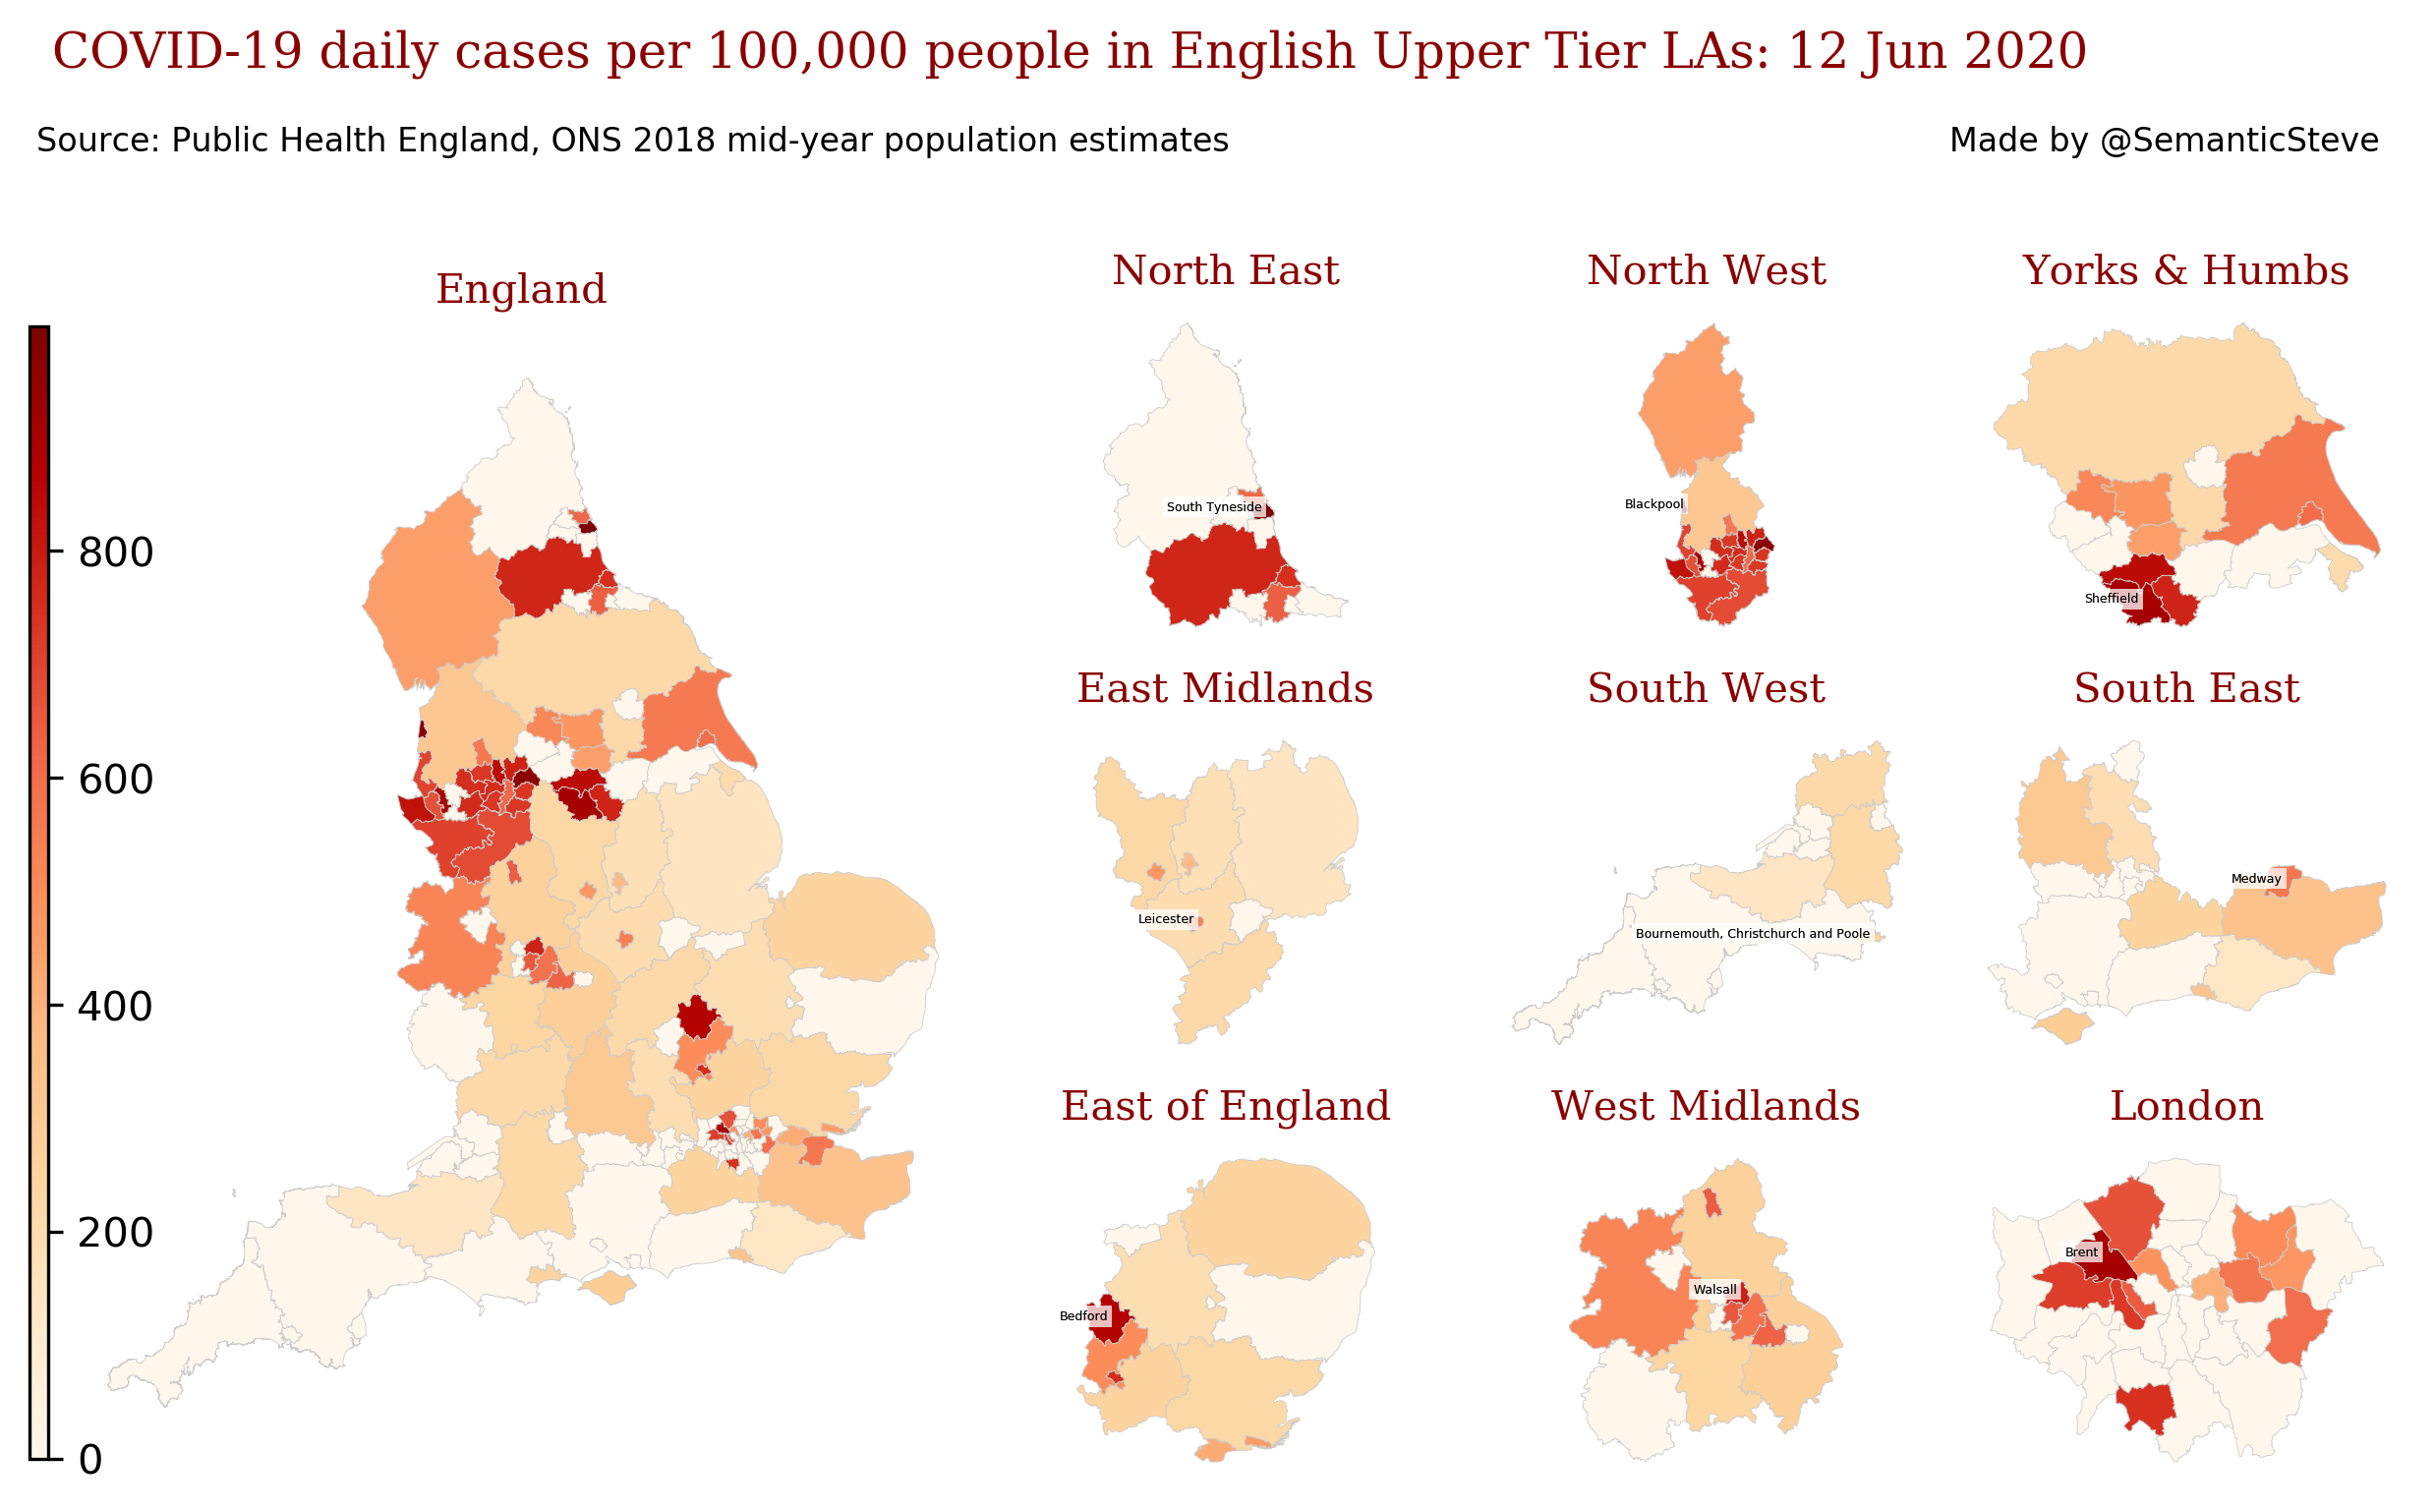 COVID-19 daily cases per 100,000 people in English Upper Tier LAs: 12 Jun 2020
Source: Public Health England, ONS 2018 mid-year population estimates
Made by @SemanticSteve
England
800
600
400
200
0
North East
South Tyneside
North West
Blackpool
Yorks & Humbs
Sheffield
East Midlands
Leicester
South West
Bournemouth, Christchurch and Poole
South East
Medway
East of England
Bedford
West Midlands
Walsall
London
Brent